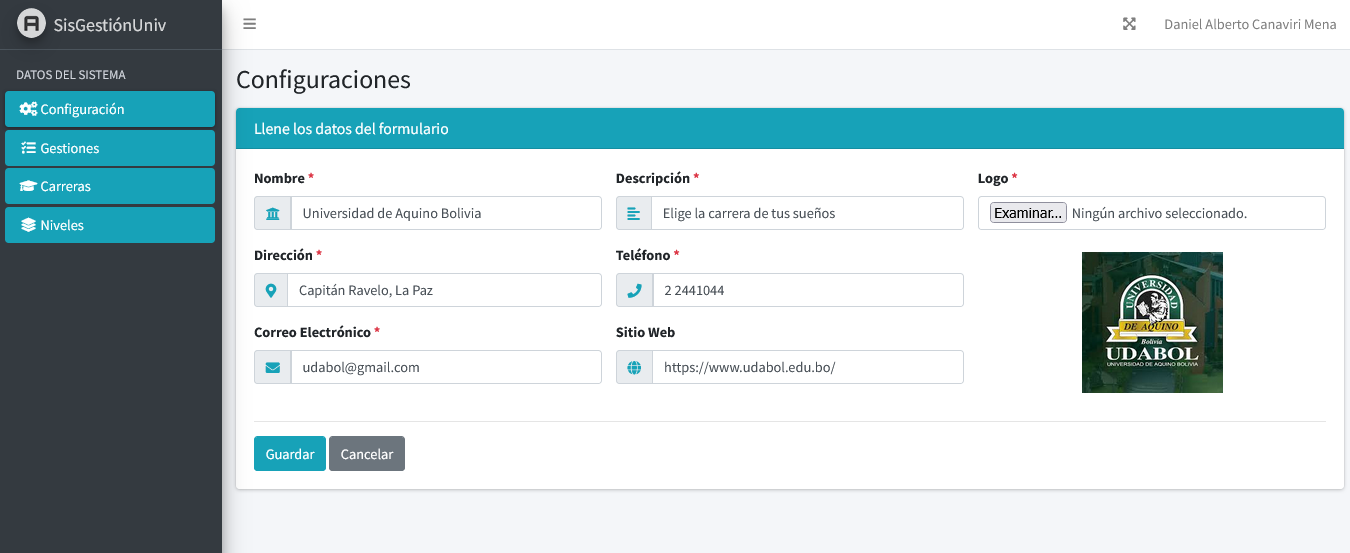 SisGestiónUniv
Daniel Alberto Canaviri Mena
DATOS DEL SISTEMA
Configuración
Gestiones
Carreras
Niveles
Configuraciones
Llene los datos del formulario
Nombre *
Descripción *
Logo *
Universidad de Aquino Bolivia
Elige la carrera de tus sueños
Examinar... Ningún archivo seleccionado.
Dirección *
Teléfono *
Capitán Ravelo, La Paz
2 2441044
Correo Electrónico *
Sitio Web
udabol@gmail.com
https://www.udabol.edu.bo/
UNIVERSIDAD
DE AQUINO
Bolivia
UDABOL
UNIVERSIDAD DE AQUINO BOLIVIA
Guardar
Cancelar